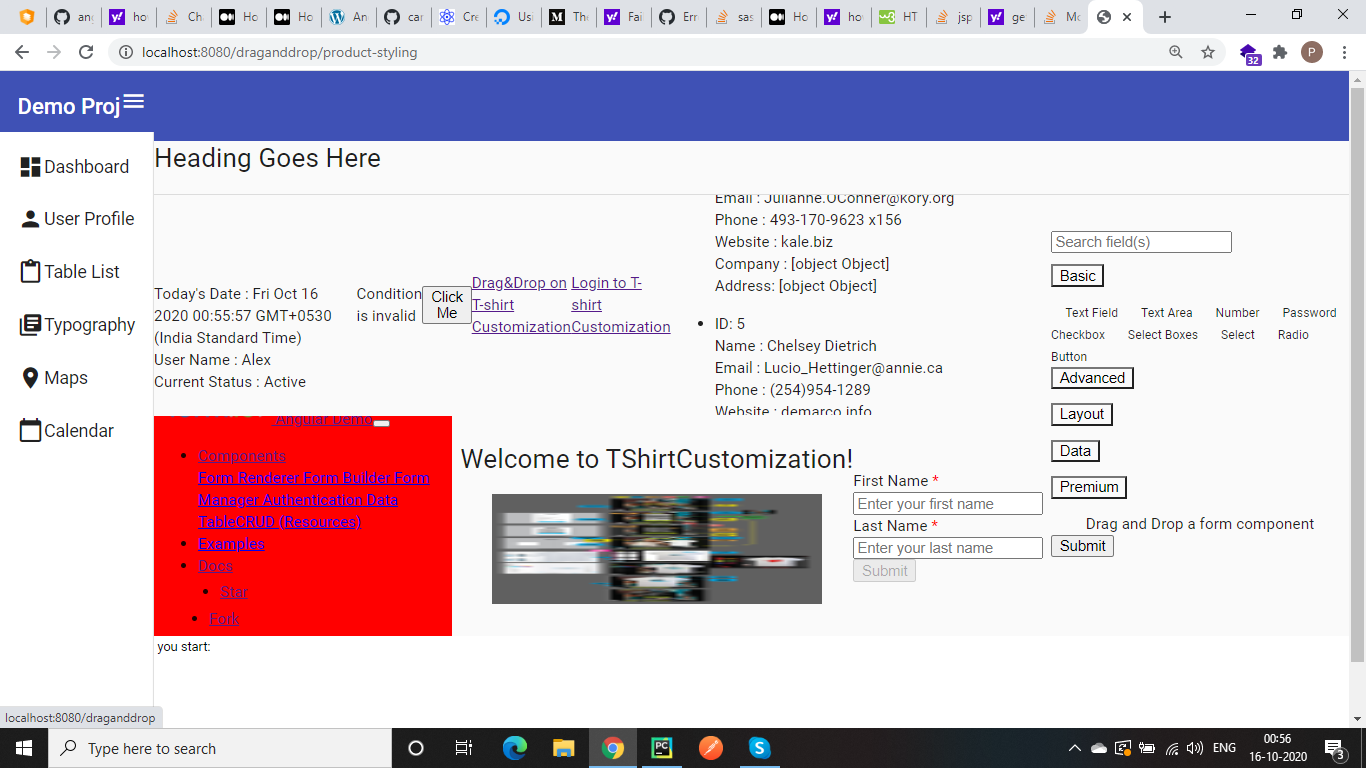 ang
hov
Cha
Ho
Ho
An
car
Cre
Usi
The
Fai
Err
sas
Ho
hov
HT
jsp
ge
Mo
localhost:8080/draganddrop/product-styling
32
P
Demo Proj
Dashboard
User Profile
Table List
Typography
Maps
Calendar
Heading Goes Here
Today's Date : Fri Oct 16
2020 00:55:57 GMT+0530
(India Standard Time)
User Name : Alex
Current Status : Active
Condition
is invalid
Click
Me
Drag&Drop on
T-shirt
Customization
Login to T-
shirt
Customization
Email : Julianne.OConner@kory.org
Phone : 493-170-9623 x156
Website : kale.biz
Company : [object Object]
Address: [object Object]
ID: 5
Name : Chelsey Dietrich
Email : Lucio_Hettinger@annie.ca
Phone : (254)954-1289
Website : demarco.info
Search field(s)
Basic
Text Field Text Area Number Password
Checkbox Select Boxes Select Radio
Button
Advanced
Layout
Data
Premium
Drag and Drop a form component
Submit
Angular Demo
Components
Form Renderer Form Builder Form
Manager Authentication Data
TableCRUD (Resources)
Examples
Docs
Star
Fork
you start:
Welcome to TShirtCustomization!
First Name *
Enter your first name
Last Name *
Enter your last name
Submit
localhost:8080/draganddrop
Type here to search
ENG
00:56
16-10-2020
3